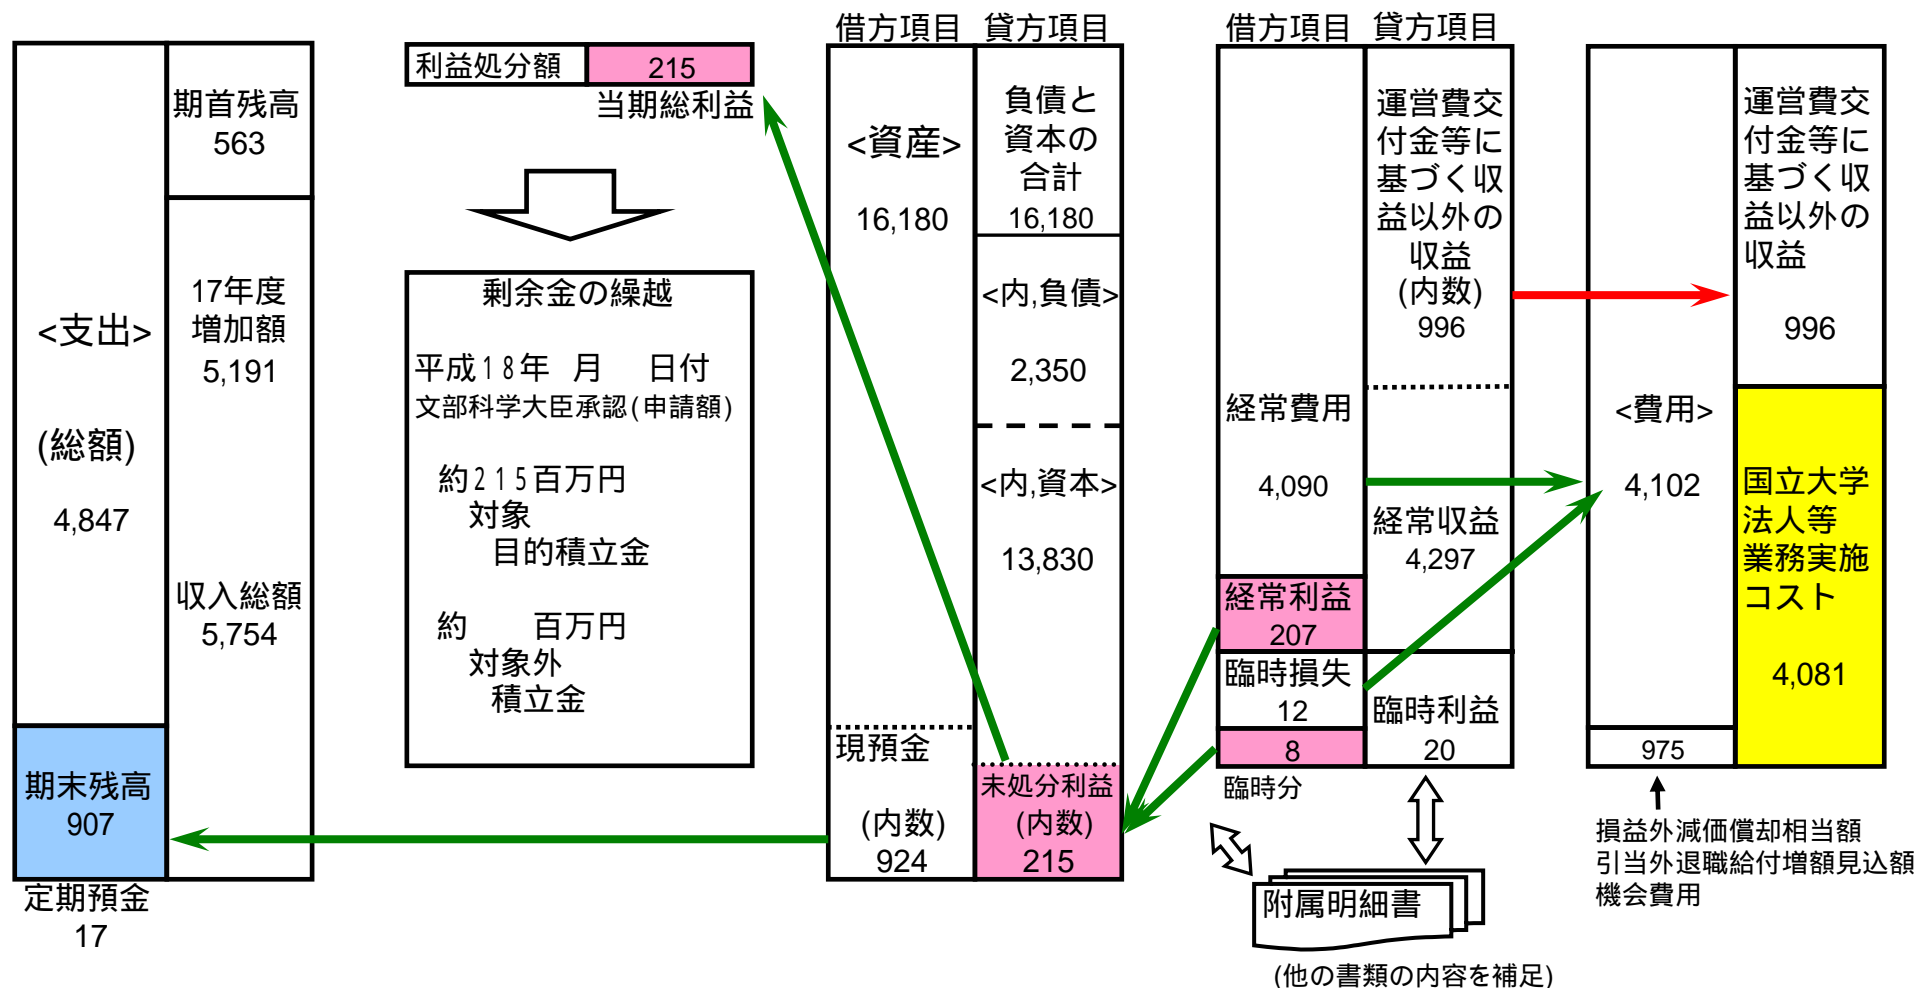 <支出>
(総額)
4,847
期末残高
907
定期預金
17
期首残高
563
17年度
増加額
5,191
収入総額
5,754
利益処分額
215
当期総利益
剰余金の繰越
平成18年 月 日付
文部科学大臣承認(申請額)
約215百万円
対象
目的積立金
約 百万円
対象外
積立金
借方項目 貸方項目
<資産>
16,180
現預金
(内数)
924
負債と
資本の
合計
16,180
<内,負債>
2,350
<内,資本>
13,830
未処分利益
(内数)
215
借方項目 貸方項目
経常費用
4,090
経常利益
207
臨時損失
12
8
臨時分
運営費交
付金等に
基づく収
益以外の
収益
(内数)
996
経常収益
4,297
臨時利益
20
附属明細書
(他の書類の内容を補足)
<費用>
4,102
975
損益外減価償却相当額
引当外退職給付増額見込額
機会費用
運営費交
付金等に
基づく収
益以外の
収益
996
国立大学
法人等
業務実施
コスト
4,081